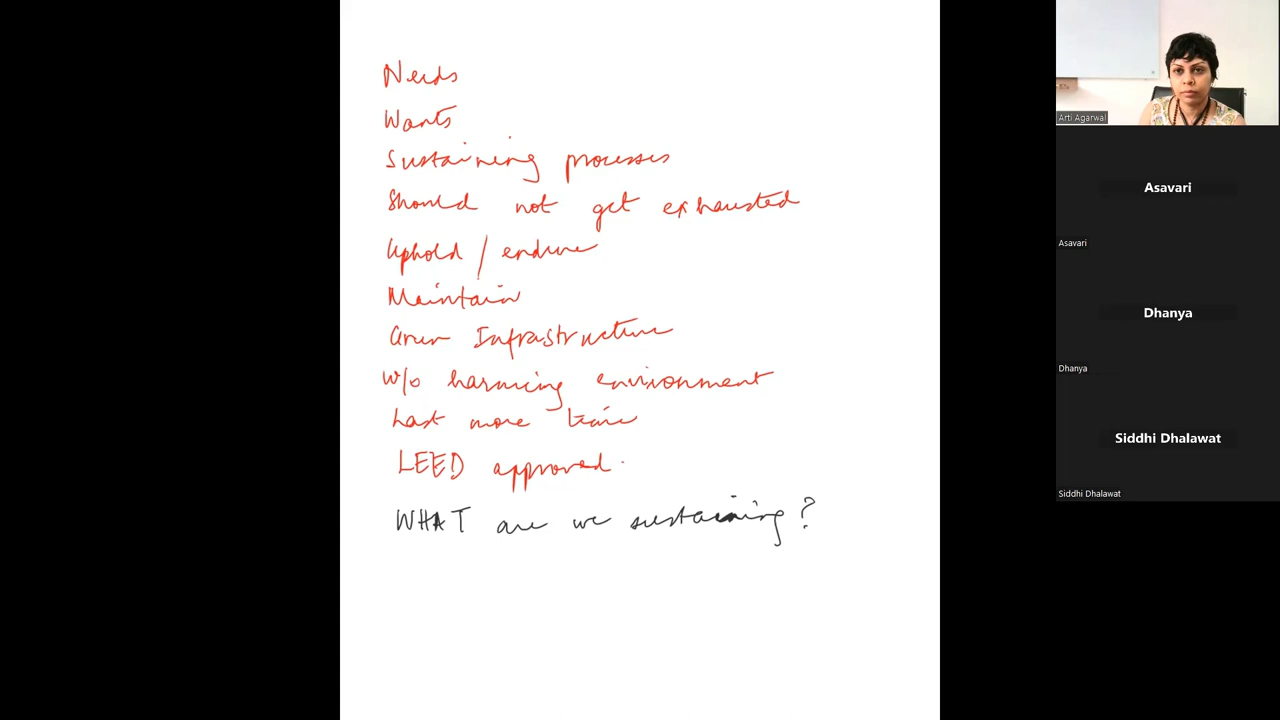 Needs
Wants
Sustaining processes
Should not get exhausted
Uphold / endure
Maintain
Green Infrastructure
w/o harming environment
Last more time
LEED approved.
WHAT are we sustaining?
Arti Agarwal
Asavari
Asavari
Dhanya
Dhanya
Siddhi Dhalawat
Siddhi Dhalawat